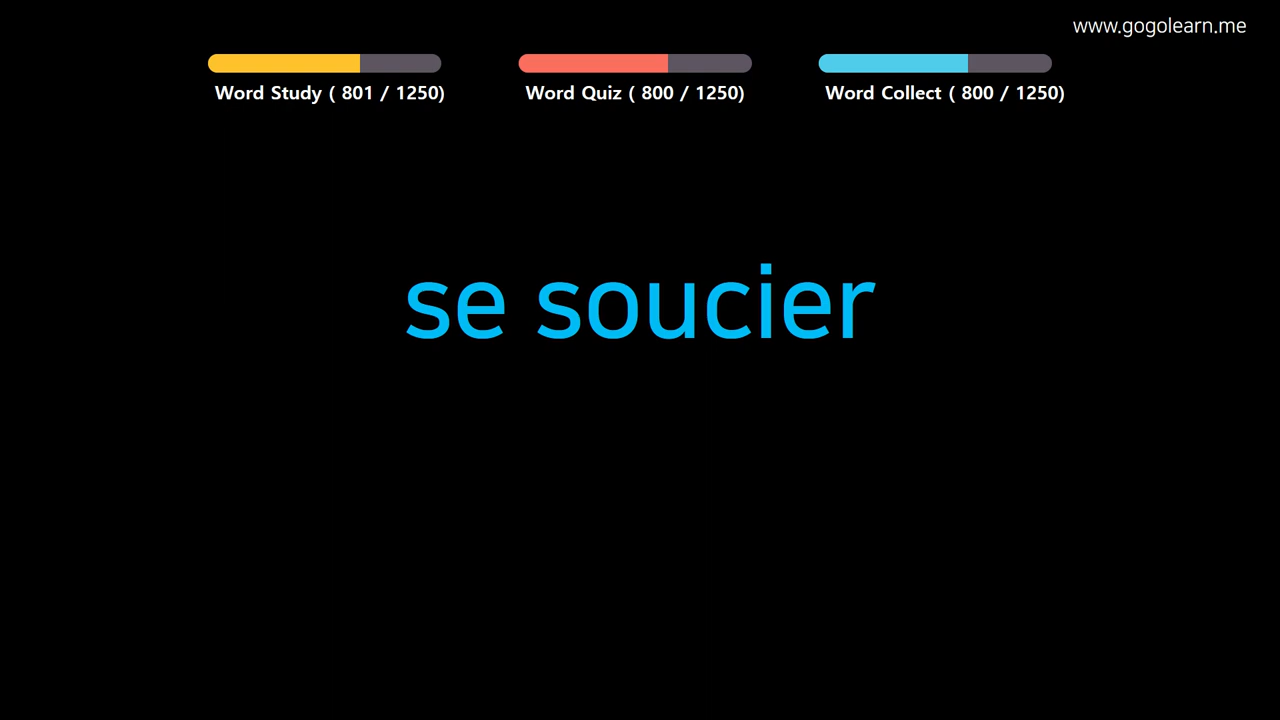 www.gogolearn.me
Word Study ( 801 / 1250)
Word Quiz ( 800 / 1250)
Word Collect ( 800 / 1250)
se soucier